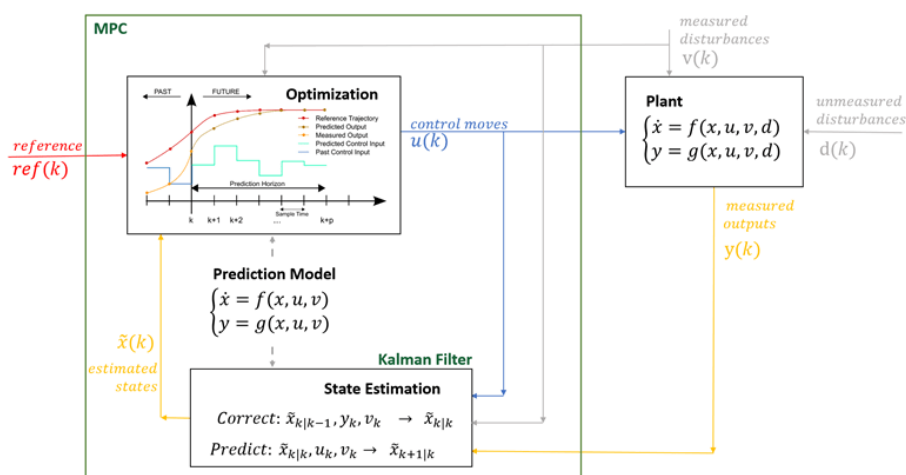 MPC
measured
disturbances
v(k)
Optimization
PAST
FUTURE
Reference Trajectory
Predicted Output
Measured Output
Predicted Control Input
Past Control Input
Prediction Horizon
Sample Time
k
k+1
k+2
...
k+p
reference
ref(k)
control moves
u(k)
Plant
{ẋ = f(x, u, v, d)
y = g(x, u, v, d)
unmeasured
disturbances
d(k)
measured
outputs
y(k)
Prediction Model
{ẋ = f(x, u, v)
y = g(x, u, v)
x̃(k)
estimated
states
Kalman Filter
State Estimation
Correct: x̃k|k−1, yk, vk → x̃k|k
Predict: x̃k|k, uk, vk → x̃k+1|k